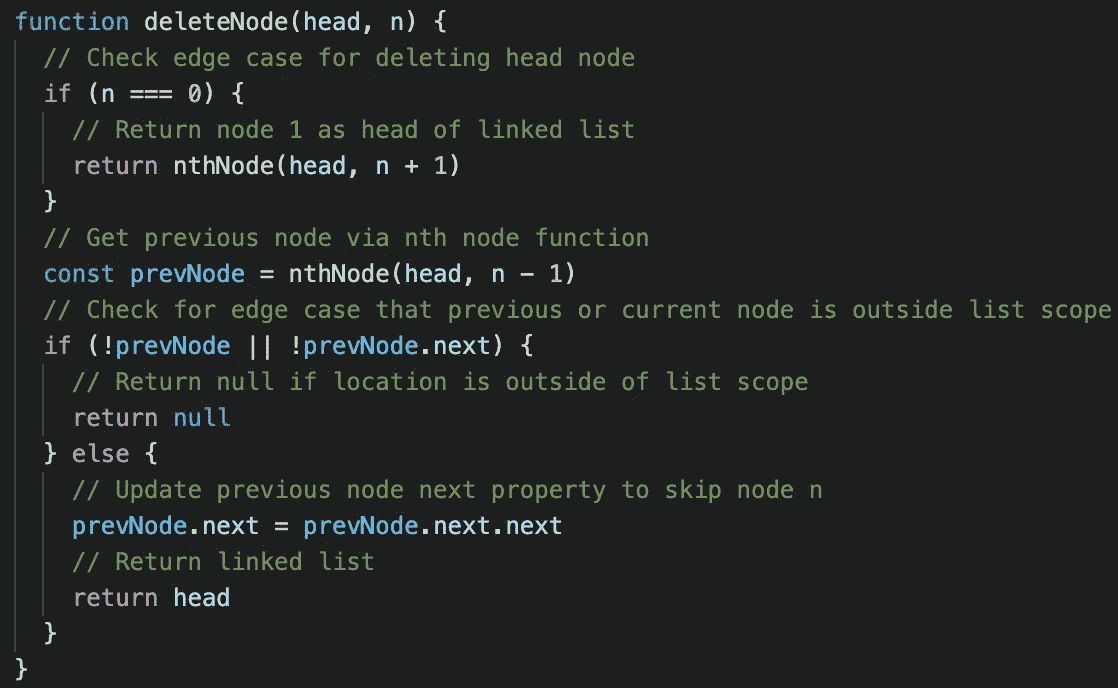 function deleteNode(head, n) {
  // Check edge case for deleting head node
  if (n === 0) {
    // Return node 1 as head of linked list
    return nthNode(head, n + 1)
  }
  // Get previous node via nth node function
  const prevNode = nthNode(head, n - 1)
  // Check for edge case that previous or current node is outside list scope
  if (!prevNode || !prevNode.next) {
    // Return null if location is outside of list scope
    return null
  } else {
    // Update previous node next property to skip node n
    prevNode.next = prevNode.next.next
    // Return linked list
    return head
  }
}